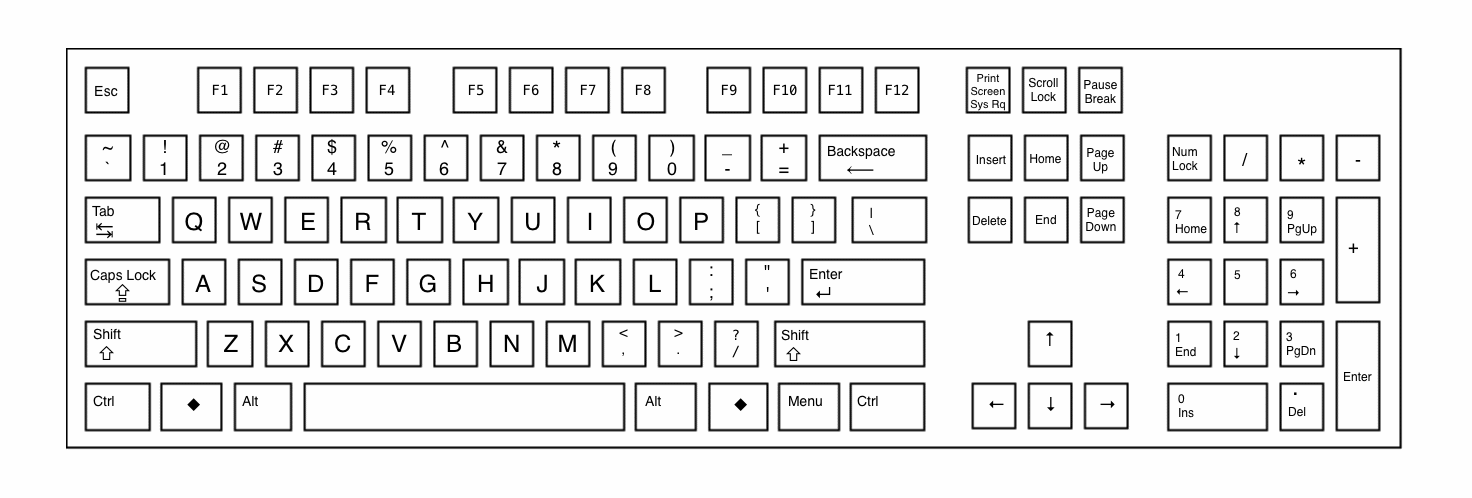 Esc F1 F2 F3 F4 F5 F6 F7 F8 F9 F10 F11 F12 Print Scroll Pause
Screen Lock Break
Sys Rq
~ ! @ # $ % ^ & * ( ) _ + Backspace Insert Home Page Num / * -
` 1 2 3 4 5 6 7 8 9 0 - = ← Up Lock
Tab Q W E R T Y U I O P { } | Delete End Page 7 8 9 +
↹ [ ] \ Down Home ↑ PgUp
Caps Lock A S D F G H J K L : " Enter 4 5 6
⇪ ; ' ↵ ← →
Shift Z X C V B N M < > ? Shift ↑ 1 2 3 Enter
⇧ , . / ⇧ End ↓ PgDn
Ctrl ◆ Alt Alt ◆ Menu Ctrl ← ↓ → 0 .
Ins Del